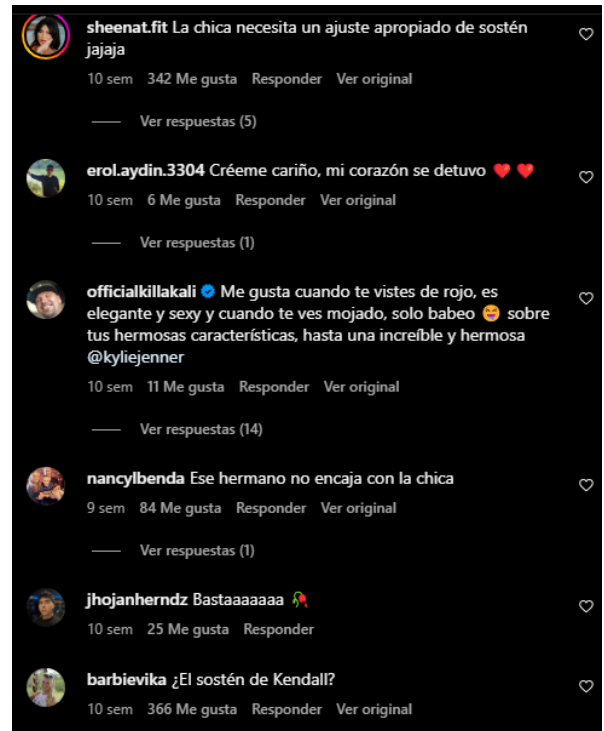 sheenat.fit La chica necesita un ajuste apropiado de sostén
jajaja
10 sem 342 Me gusta Responder Ver original
Ver respuestas (5)
erol.aydin.3304 Créeme cariño, mi corazón se detuvo ❤️ ❤️
10 sem 6 Me gusta Responder Ver original
Ver respuestas (1)
officialkillakali Me gusta cuando te vistes de rojo, es
elegante y sexy y cuando te ves mojado, solo babeo 😆 sobre
tus hermosas características, hasta una increíble y hermosa
@kyliejenner
10 sem 11 Me gusta Responder Ver original
Ver respuestas (14)
nancylbenda Ese hermano no encaja con la chica
9 sem 84 Me gusta Responder Ver original
Ver respuestas (1)
jhojanherndz Bastaaaaaaa 🥀
10 sem 25 Me gusta Responder
barbievika ¿El sostén de Kendall?
10 sem 366 Me gusta Responder Ver original